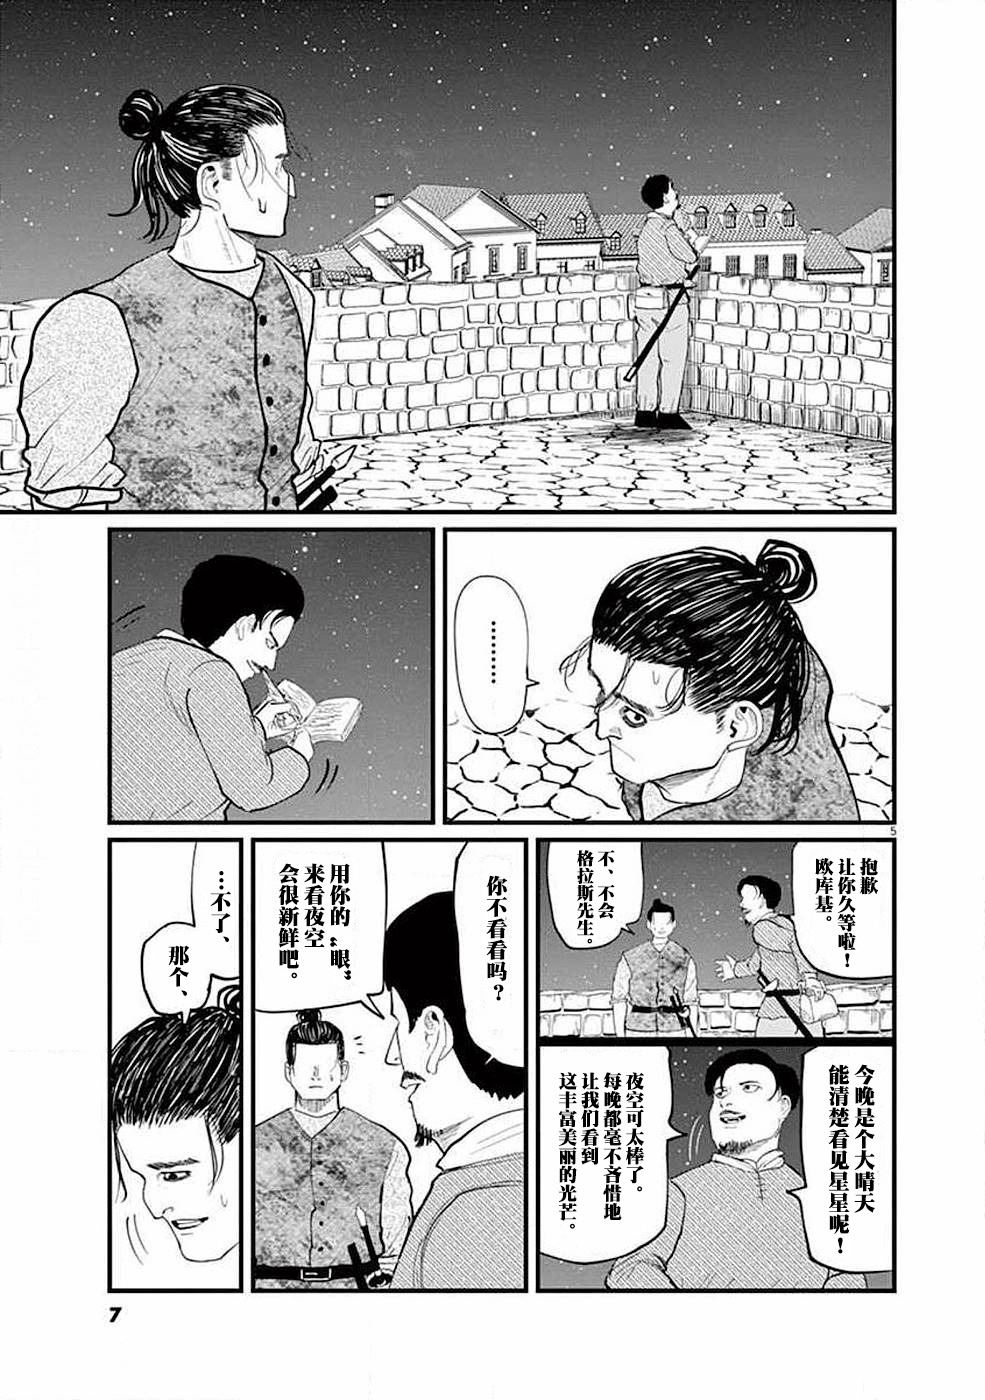 ………
5
抱歉
让你久等啦！
欧库基。
不、不会
格拉斯先生。
今晚是个大晴天
能清楚看见星星呢！
夜空可太棒了。
每晚都毫不吝惜地
让我们看到
这丰富美丽的光芒。
你不看看吗？
用你的“眼”
来看夜空
会很新鲜吧。
…不了、
那个、
7